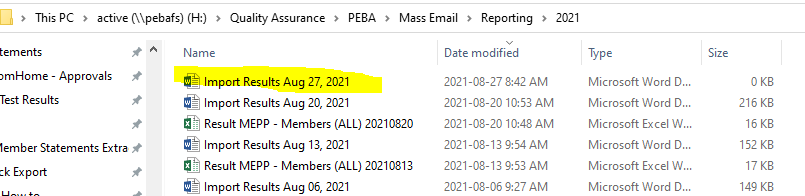 This PC > active (\\pebafs) (H:) > Quality Assurance > PEBA > Mass Email > Reporting > 2021
Name Date modified Type Size
atements
omHome - Approvals
Test Results
Member Statements Extra
ck Export
Import Results Aug 27, 2021 2021-08-27 8:42 AM Microsoft Word D... 0 KB
Import Results Aug 20, 2021 2021-08-20 10:53 AM Microsoft Word D... 216 KB
Result MEPP - Members (ALL) 20210820 2021-08-20 10:48 AM Microsoft Excel W... 16 KB
Import Results Aug 13, 2021 2021-08-13 9:54 AM Microsoft Word D... 152 KB
Result MEPP - Members (ALL) 20210813 2021-08-13 9:53 AM Microsoft Excel W... 17 KB
Import Results Aug 06, 2021 2021-08-06 9:27 AM Microsoft Word D... 149 KB